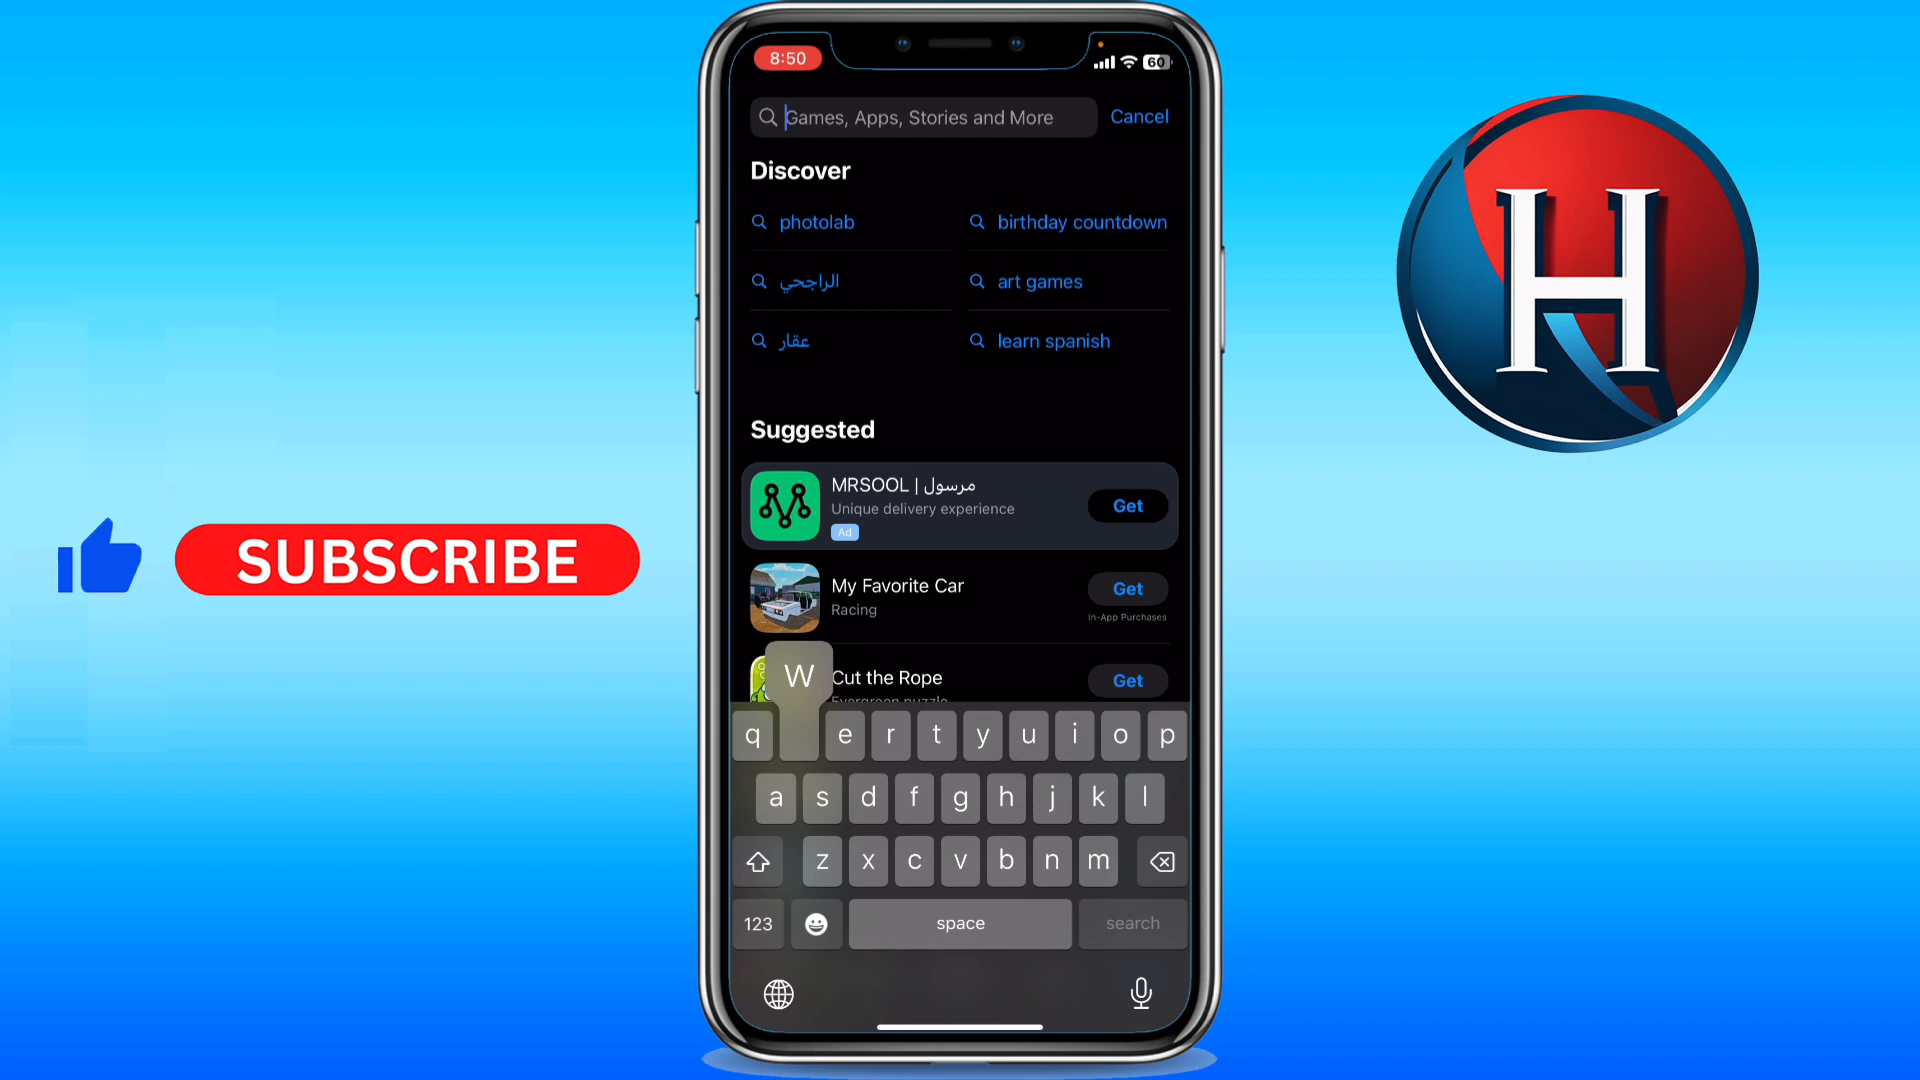 8:50
60
Games, Apps, Stories and More
Cancel
Discover
photolab
birthday countdown
الراجحي
art games
عقار
learn spanish
Suggested
MRSOOL | مرسول
Unique delivery experience
Ad
Get
My Favorite Car
Racing
Get
In-App Purchases
Cut the Rope
Evergreen puzzle
Get
W
q e r t y u i o p
a s d f g h j k l
z x c v b n m
123
space
search
SUBSCRIBE
H